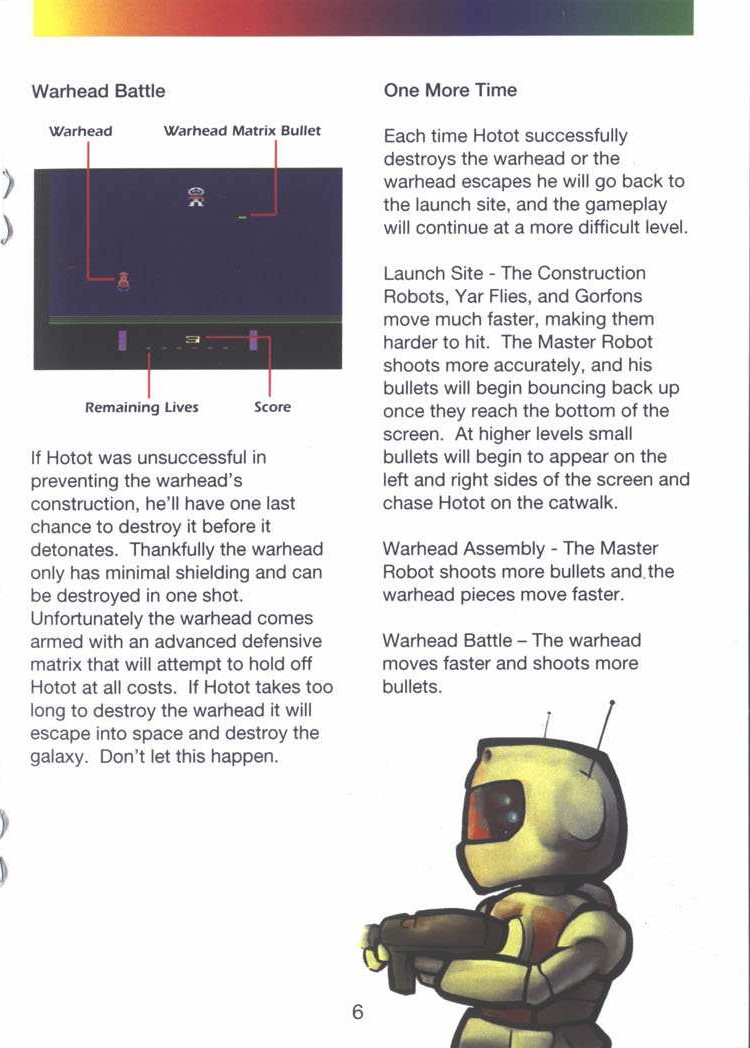 Warhead Battle
Warhead
Warhead Matrix Bullet
Remaining Lives
Score
If Hotot was unsuccessful in
preventing the warhead's
construction, he'll have one last
chance to destroy it before it
detonates. Thankfully the warhead
only has minimal shielding and can
be destroyed in one shot.
Unfortunately the warhead comes
armed with an advanced defensive
matrix that will attempt to hold off
Hotot at all costs. If Hotot takes too
long to destroy the warhead it will
escape into space and destroy the
galaxy. Don't let this happen.
One More Time
Each time Hotot successfully
destroys the warhead or the
warhead escapes he will go back to
the launch site, and the gameplay
will continue at a more difficult level.
Launch Site - The Construction
Robots, Yar Flies, and Gorfons
move much faster, making them
harder to hit. The Master Robot
shoots more accurately, and his
bullets will begin bouncing back up
once they reach the bottom of the
screen. At higher levels small
bullets will begin to appear on the
left and right sides of the screen and
chase Hotot on the catwalk.
Warhead Assembly - The Master
Robot shoots more bullets and the
warhead pieces move faster.
Warhead Battle – The warhead
moves faster and shoots more
bullets.
6